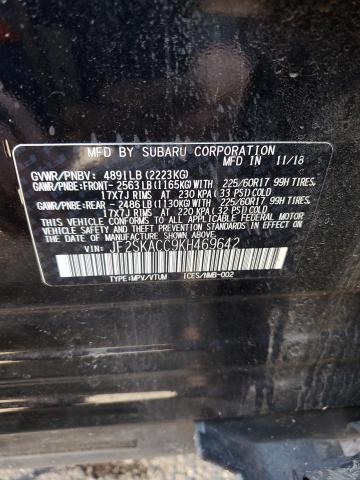 MFD. BY SUBARU CORPORATION 11/18
GVWR/PNBV: 4891LB(2223KG)
GAWR/PNBE:FRONT- 2563LB(1165KG)WITH 225/60R17 99H TIRES,
17X7J RIMS AT 230 KPA(33 PSI)COLD
GAWR/PNBE:REAR - 2486LB(1130KG)WITH 225/60R17 99H TIRES,
17X7J RIMS AT 220 KPA(32 PSI)COLD
THIS VEHICLE CONFORMS TO ALL
APPLICABLE FEDERAL MOTOR VEHICLE
SAFETY, BUMPER, AND THEFT PREVENTION
STANDARDS IN EFFECT ON THE
DATE OF MANUFACTURE SHOWN ABOVE.
VIN: JF2SKACC9KH469642
TYPE:MPV/VTUM ICES/NMB-002